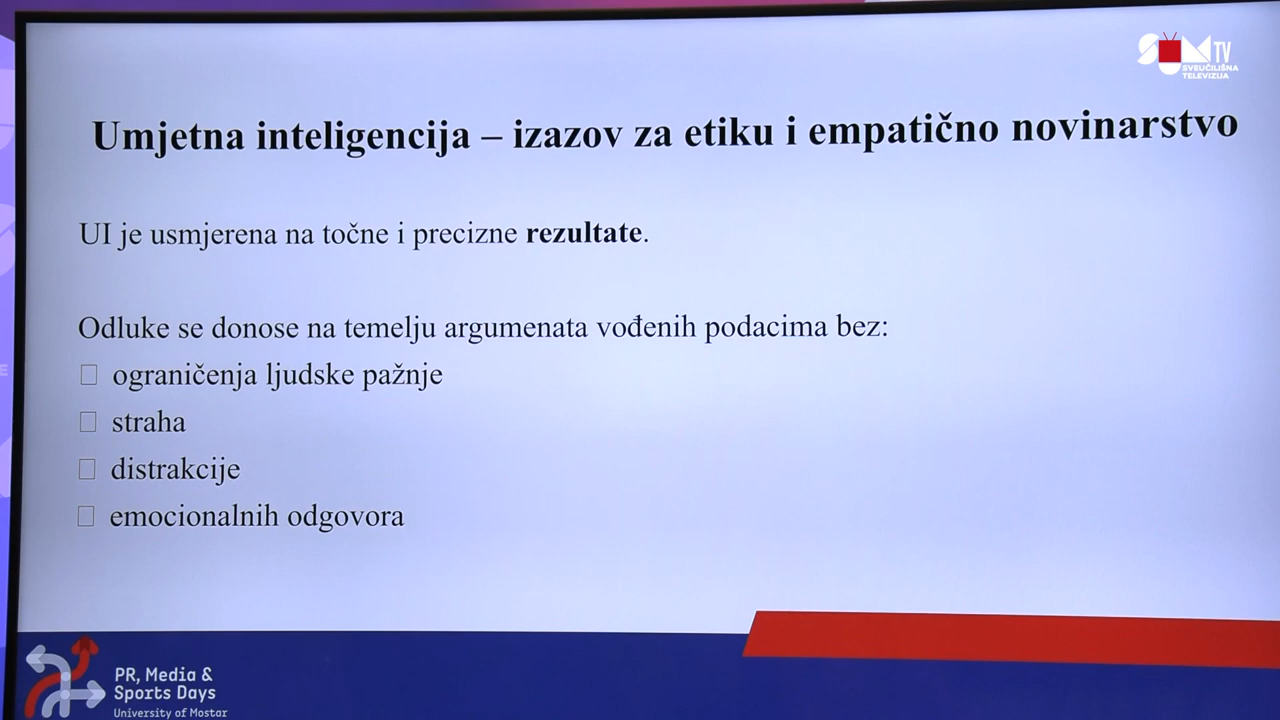 SUM TV
SVEUČILIŠNA
TELEVIZIJA
Umjetna inteligencija – izazov za etiku i empatično novinarstvo
UI je usmjerena na točne i precizne rezultate.
Odluke se donose na temelju argumenata vođenih podacima bez:
ograničenja ljudske pažnje
straha
distrakcije
emocionalnih odgovora
PR, Media &
Sports Days
University of Mostar